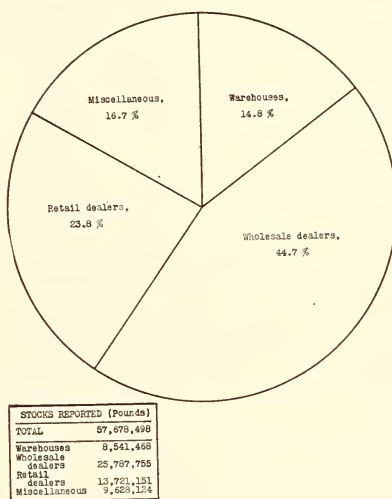 Miscellaneous,
16.7 %
Warehouses,
14.8 %
Retail dealers,
23.8 %
Wholesale dealers,
44.7 %
STOCKS REPORTED (Pounds)
TOTAL 57,678,498
Warehouses 8,541,468
Wholesale
dealers 25,787,755
Retail
dealers 13,721,151
Miscellaneous 9,628,124